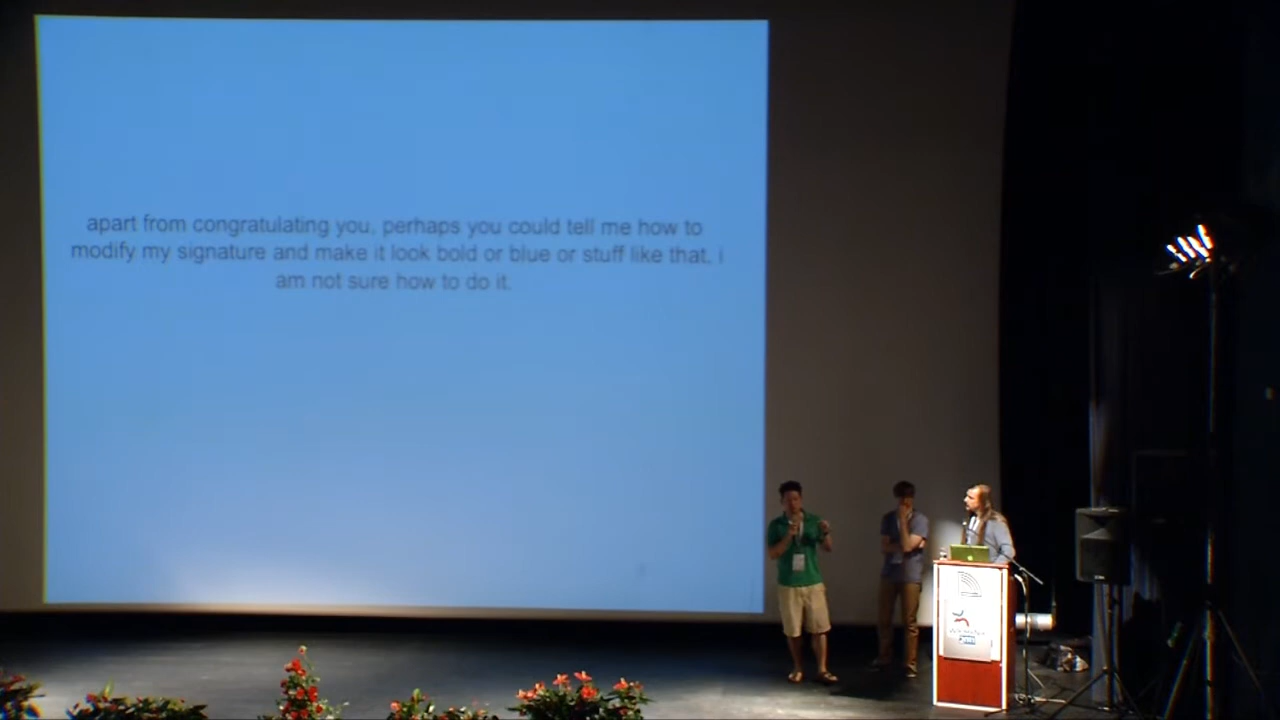 apart from congratulating you, perhaps you could tell me how to
modify my signature and make it look bold or blue or stuff like that. i
am not sure how to do it.